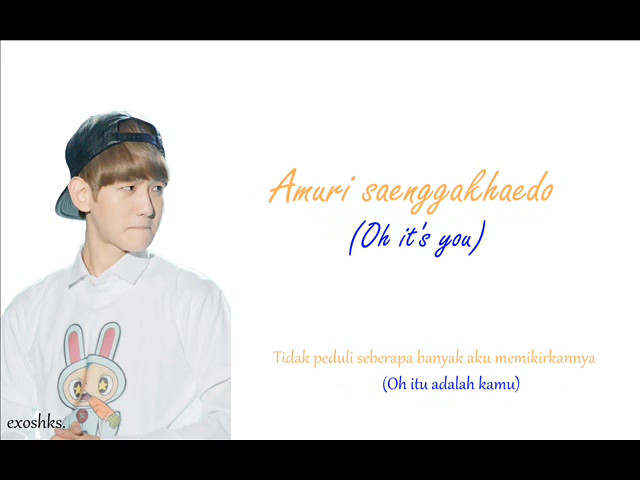 Amuri saenggakhaedo
(Oh it's you)
Tidak peduli seberapa banyak aku memikirkannya
(Oh itu adalah kamu)
exoshks.